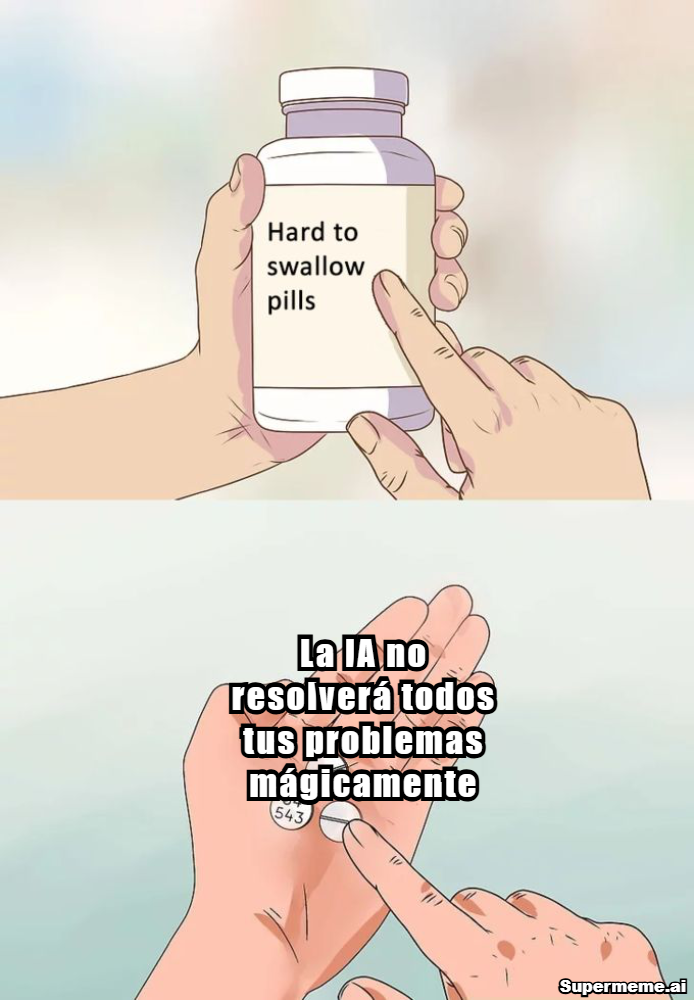 Hard to
swallow
pills
La IA no
resolverá todos
tus problemas
mágicamente
543
Supermeme.ai